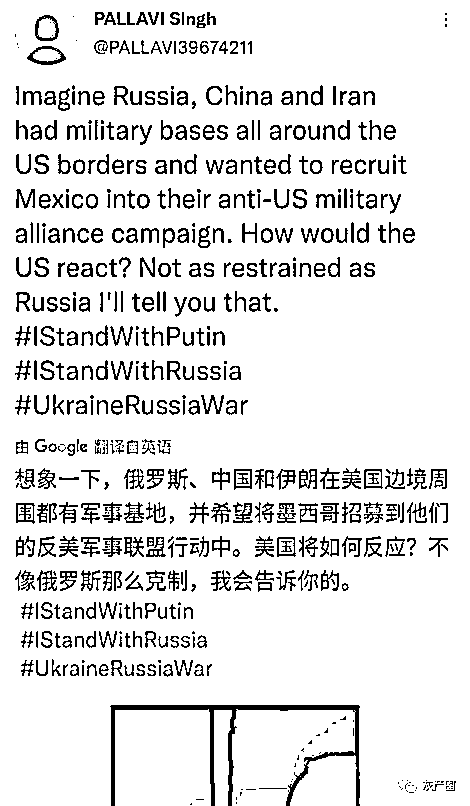 PALLAVI SIngh
@PALLAVI39674211
Imagine Russia, China and Iran
had military bases all around the
US borders and wanted to recruit
Mexico into their anti-US military
alliance campaign. How would the
US react? Not as restrained as
Russia I'll tell you that.
#IStandWithPutin
#IStandWithRussia
#UkraineRussiaWar
由 Google 翻译自英语
想象一下，俄罗斯、中国和伊朗在美国边境周
围都有军事基地，并希望将墨西哥招募到他们
的反美军事联盟行动中。美国将如何反应？不
像俄罗斯那么克制，我会告诉你的。
#IStandWithPutin
#IStandWithRussia
#UkraineRussiaWar
灰产圈